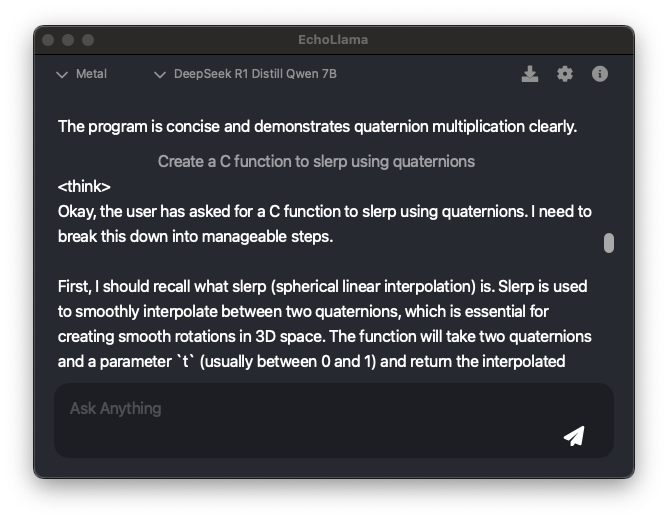 EchoLlama
Metal
DeepSeek R1 Distill Qwen 7B
The program is concise and demonstrates quaternion multiplication clearly.
Create a C function to slerp using quaternions
<think>
Okay, the user has asked for a C function to slerp using quaternions. I need to
break this down into manageable steps.
First, I should recall what slerp (spherical linear interpolation) is. Slerp is used
to smoothly interpolate between two quaternions, which is essential for
creating smooth rotations in 3D space. The function will take two quaternions
and a parameter `t` (usually between 0 and 1) and return the interpolated
Ask Anything